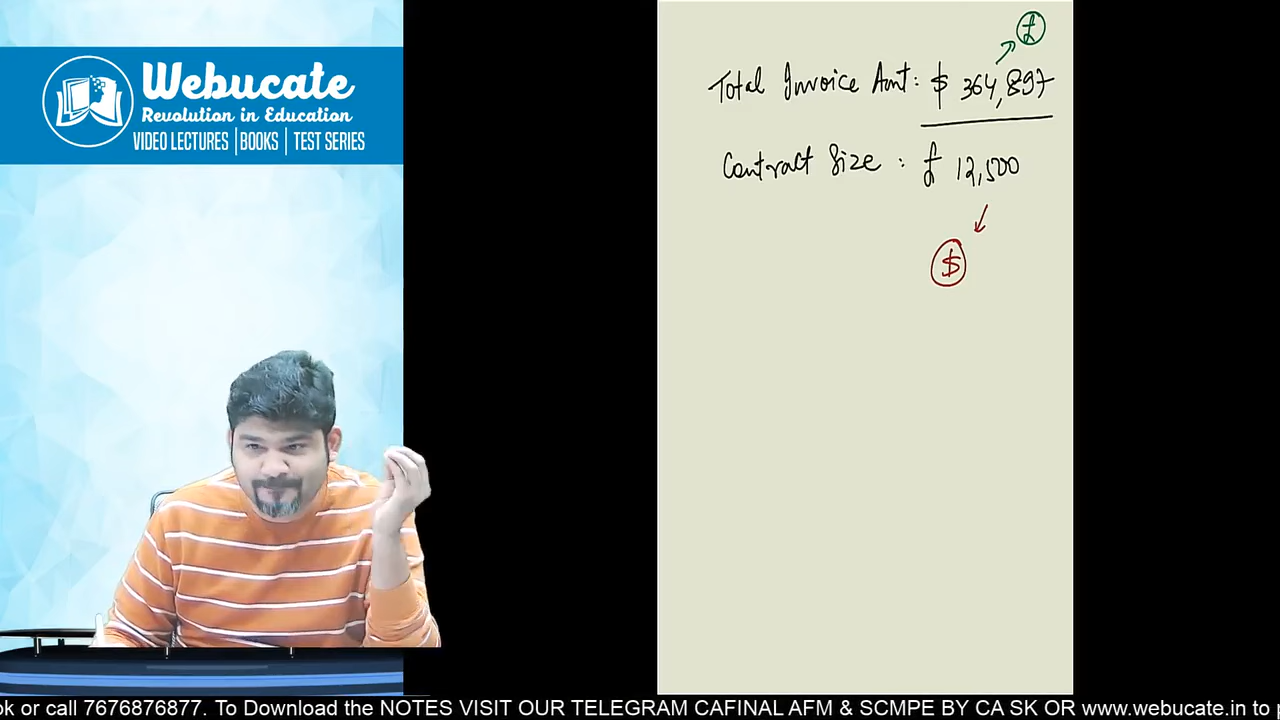 Webucate
Revolution in Education
VIDEO LECTURES | BOOKS | TEST SERIES
£
Total Invoice Amt: $ 364,897
Contract Size : £ 12,500
$
ok or call 7676876877. To Download the NOTES VISIT OUR TELEGRAM CAFINAL AFM & SCMPE BY CA SK OR www.webucate.in to p